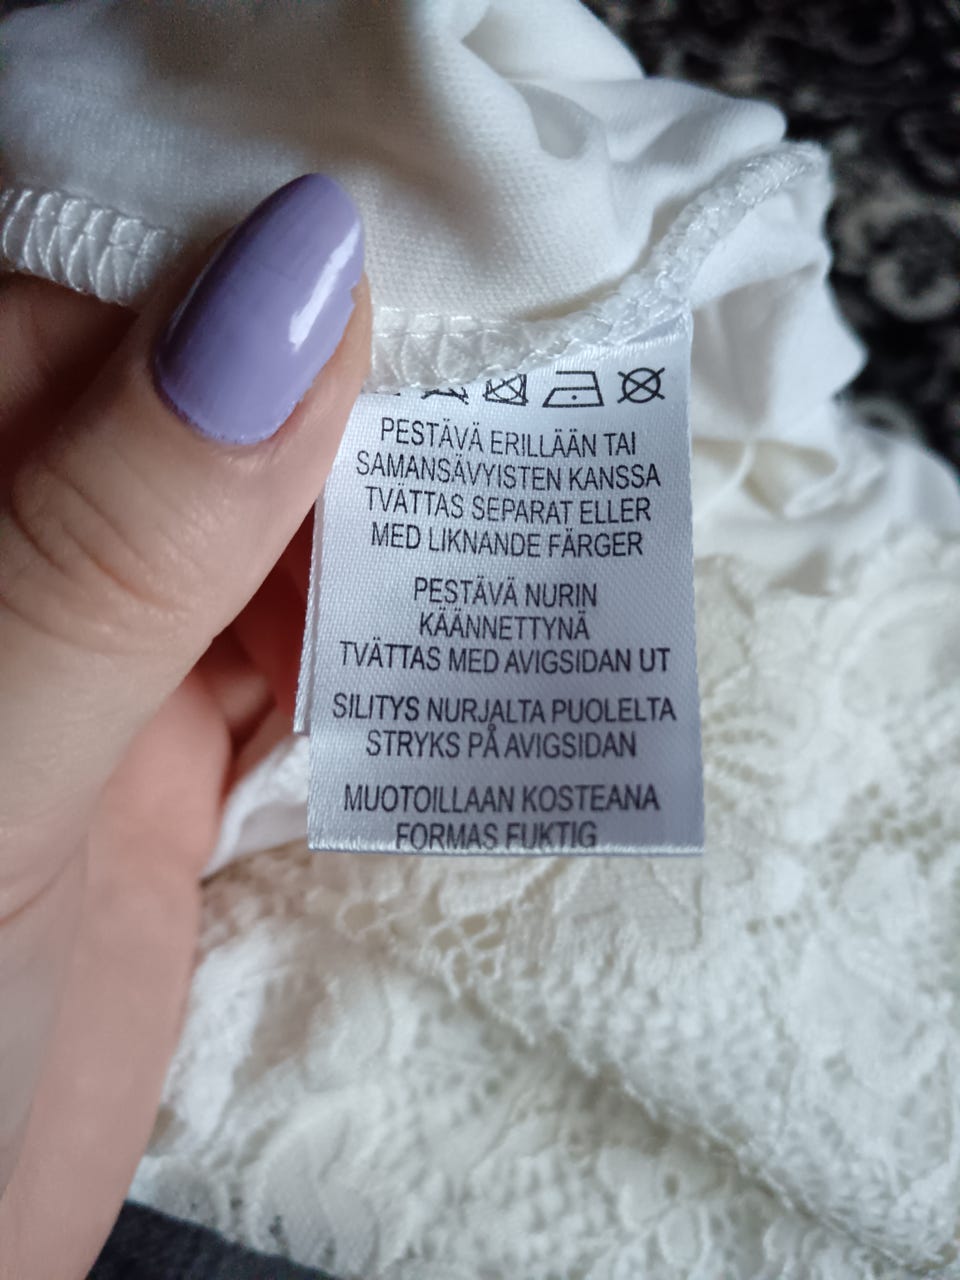 PESTÄVÄ ERILLÄÄN TAI
SAMANSÄVYISTEN KANSSA
TVÄTTAS SEPARAT ELLER
MED LIKNANDE FÄRGER
PESTÄVÄ NURIN
KÄÄNNETTYNÄ
TVÄTTAS MED AVIGSIDAN UT
SILITYS NURJALTA PUOLELTA
STRYKS PÅ AVIGSIDAN
MUOTOILLAAN KOSTEANA
FORMAS FUKTIG